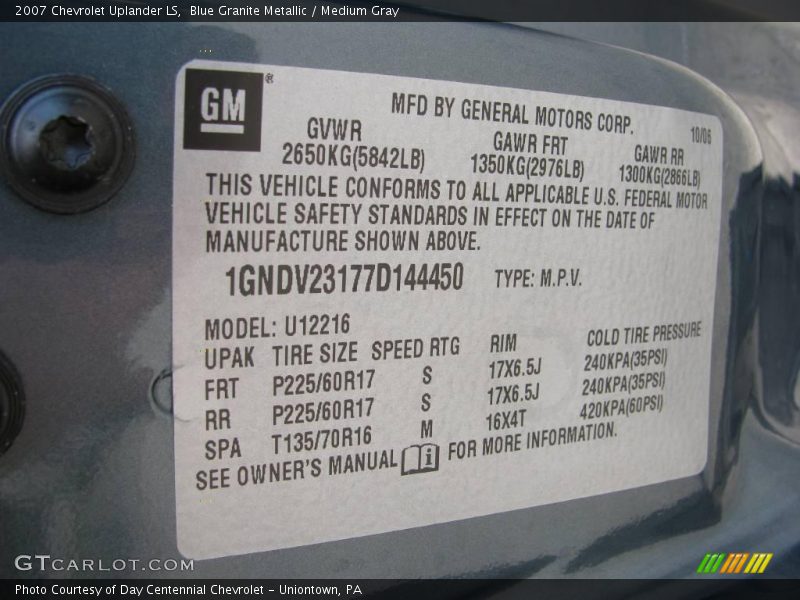 2007 Chevrolet Uplander LS, Blue Granite Metallic / Medium Gray
GM ®
MFD BY GENERAL MOTORS CORP. 10/06
GVWR GAWR FRT GAWR RR
2650KG(5842LB) 1350KG(2976LB) 1300KG(2866LB)
THIS VEHICLE CONFORMS TO ALL APPLICABLE U.S. FEDERAL MOTOR
VEHICLE SAFETY STANDARDS IN EFFECT ON THE DATE OF
MANUFACTURE SHOWN ABOVE.
1GNDV23177D144450 TYPE: M.P.V.
MODEL: U12216
UPAK TIRE SIZE SPEED RTG RIM COLD TIRE PRESSURE
FRT P225/60R17 S 17X6.5J 240KPA(35PSI)
RR P225/60R17 S 17X6.5J 240KPA(35PSI)
SPA T135/70R16 M 16X4T 420KPA(60PSI)
SEE OWNER'S MANUAL i FOR MORE INFORMATION.
GTCARLOT.COM
Photo Courtesy of Day Centennial Chevrolet - Uniontown, PA